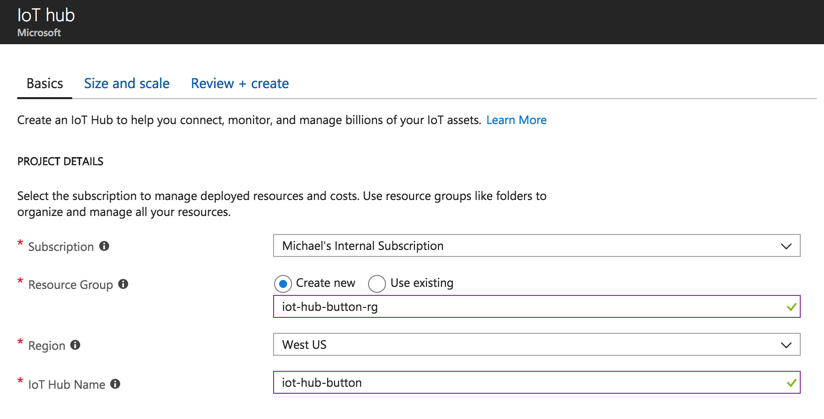 IoT hub
Microsoft
Basics Size and scale Review + create
Create an IoT Hub to help you connect, monitor, and manage billions of your IoT assets. Learn More
PROJECT DETAILS
Select the subscription to manage deployed resources and costs. Use resource groups like folders to
organize and manage all your resources.
* Subscription Michael's Internal Subscription
* Resource Group Create new Use existing
iot-hub-button-rg
* Region West US
* IoT Hub Name iot-hub-button